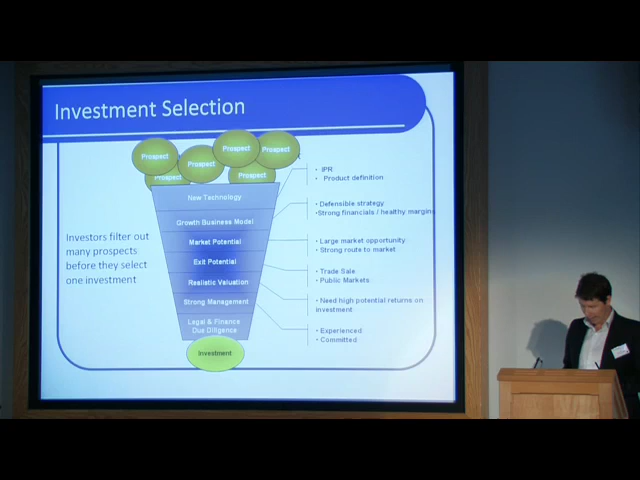 Investment Selection
Prospect
Prospect
Prospect
Prospect
Prospect
Prospect
Investors filter out
many prospects
before they select
one investment
New Technology
Growth Business Model
Market Potential
Exit Potential
Realistic Valuation
Strong Management
Legal & Finance
Due Diligence
Investment
• IPR
• Product definition
• Defensible strategy
•Strong financials / healthy margins
• Large market opportunity
• Strong route to market
• Trade Sale
• Public Markets
• Need high potential returns on
investment
• Experienced
• Committed